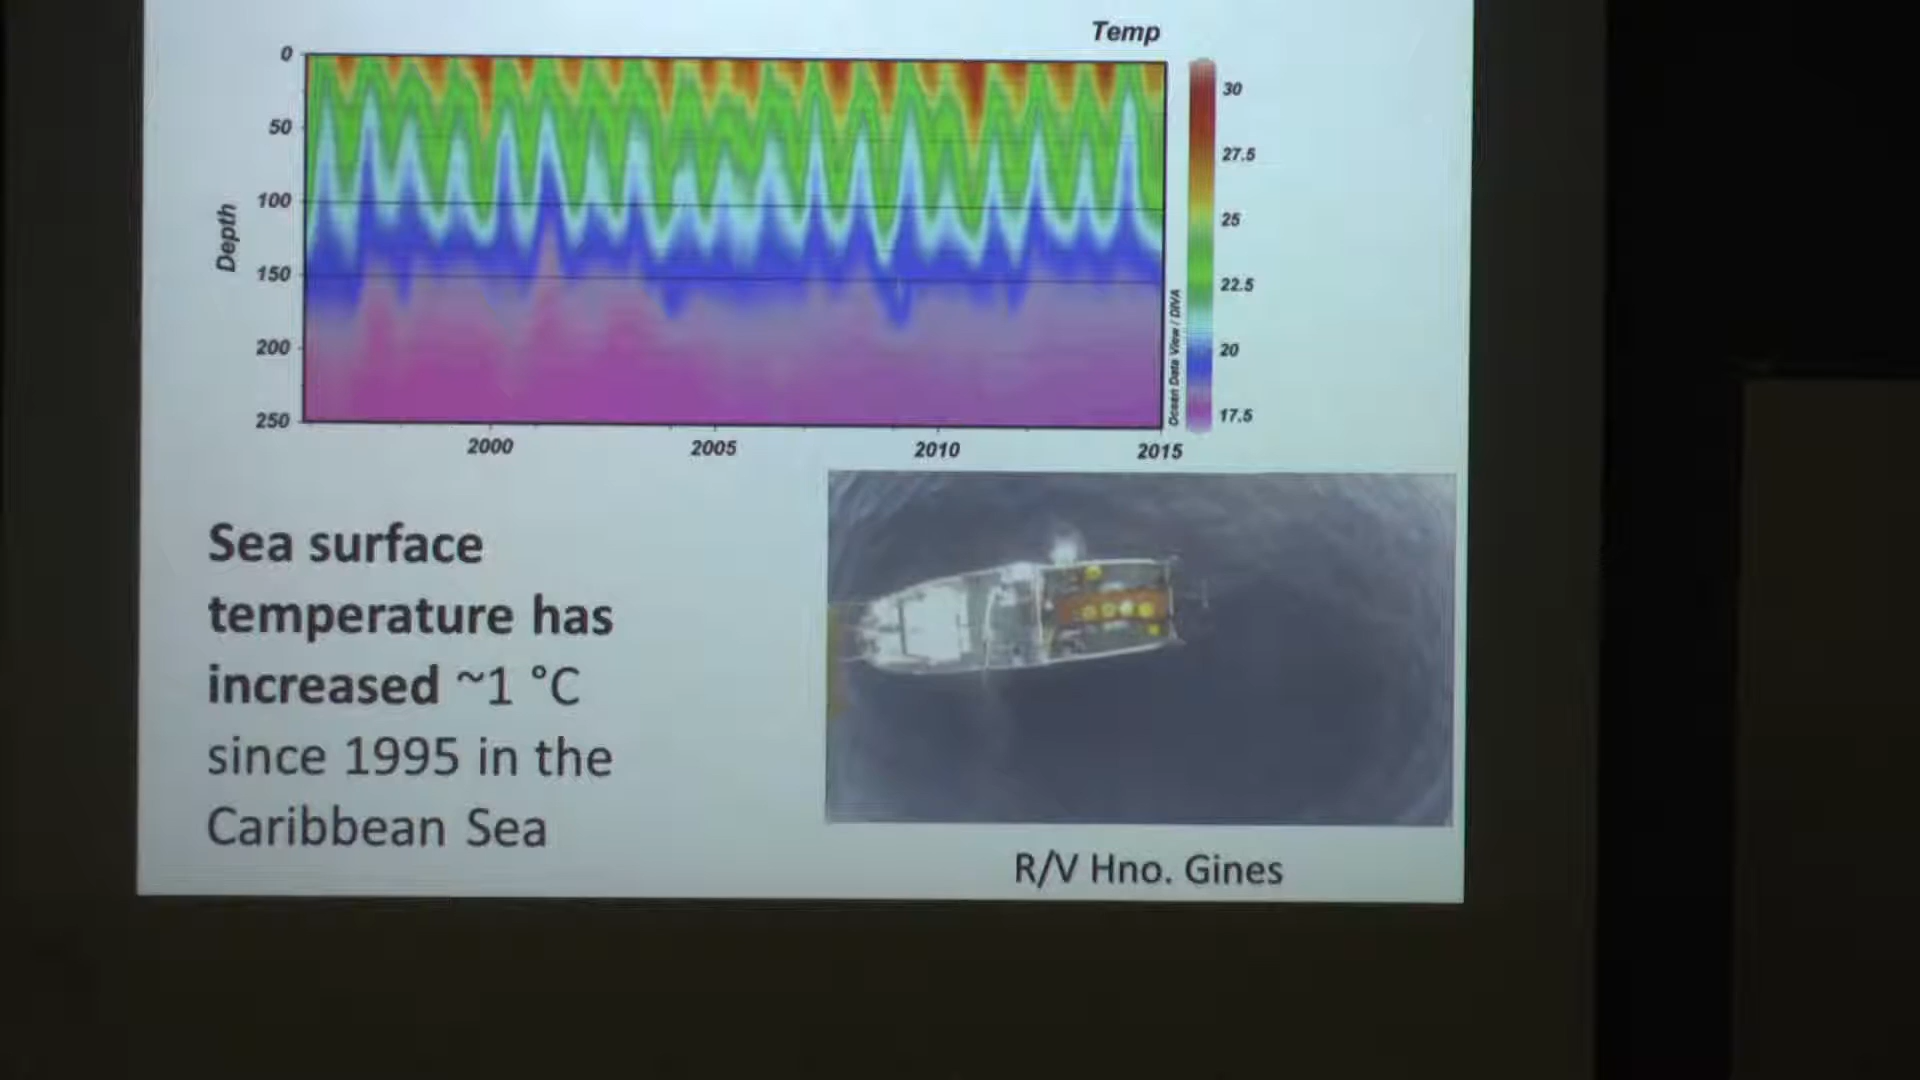 Temp
0
50
100
150
200
250
Depth
2000
2005
2010
2015
30
27.5
25
22.5
20
17.5
Ocean Data View / DIVA
Sea surface
temperature has
increased ~1 °C
since 1995 in the
Caribbean Sea
R/V Hno. Gines